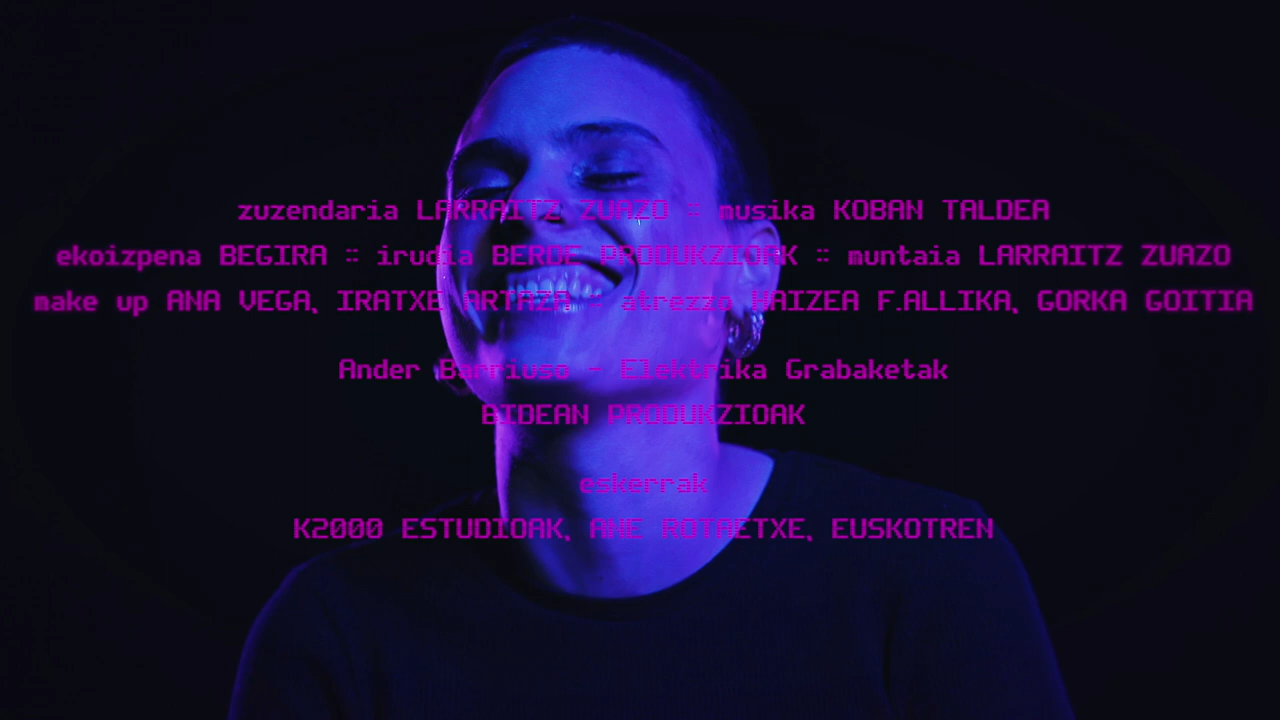 zuzendaria LARRAITZ ZUAZO :: musika KOBAN TALDEA
ekoizpena BEGIRA :: irudia BERDE PRODUKZIOAK :: muntaia LARRAITZ ZUAZO
make up ANA VEGA, IRATXE ARTAZA :: atrezzo HAIZEA F.ALLIKA, GORKA GOITIA
Ander Barriuso - Elektrika Grabaketak
BIDEAN PRODUKZIOAK
eskerrak
K2000 ESTUDIOAK, ANE ROTAETXE, EUSKOTREN